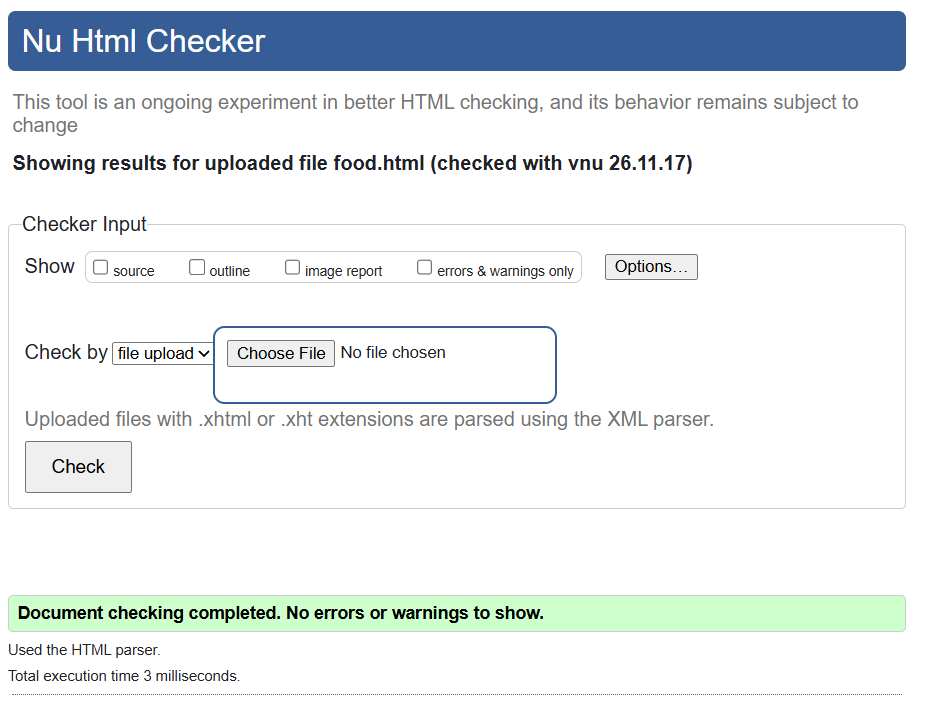 Nu Html Checker
This tool is an ongoing experiment in better HTML checking, and its behavior remains subject to
change
Showing results for uploaded file food.html (checked with vnu 26.11.17)
Checker Input
Show source outline image report errors & warnings only Options…
Check by file upload Choose File No file chosen
Uploaded files with .xhtml or .xht extensions are parsed using the XML parser.
Check
Document checking completed. No errors or warnings to show.
Used the HTML parser.
Total execution time 3 milliseconds.